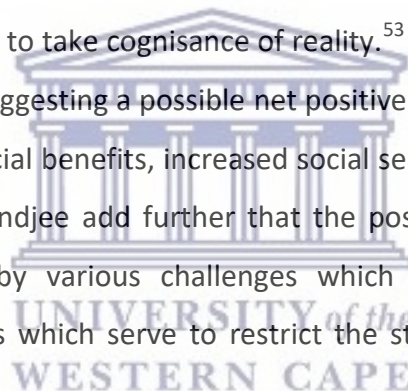 to take cognisance of reality.53
ggesting a possible net positive
cial benefits, increased social se
ndjee add further that the pos
by various challenges which
UNIVERSITY of the
s which serve to restrict the st
WESTERN CAPE